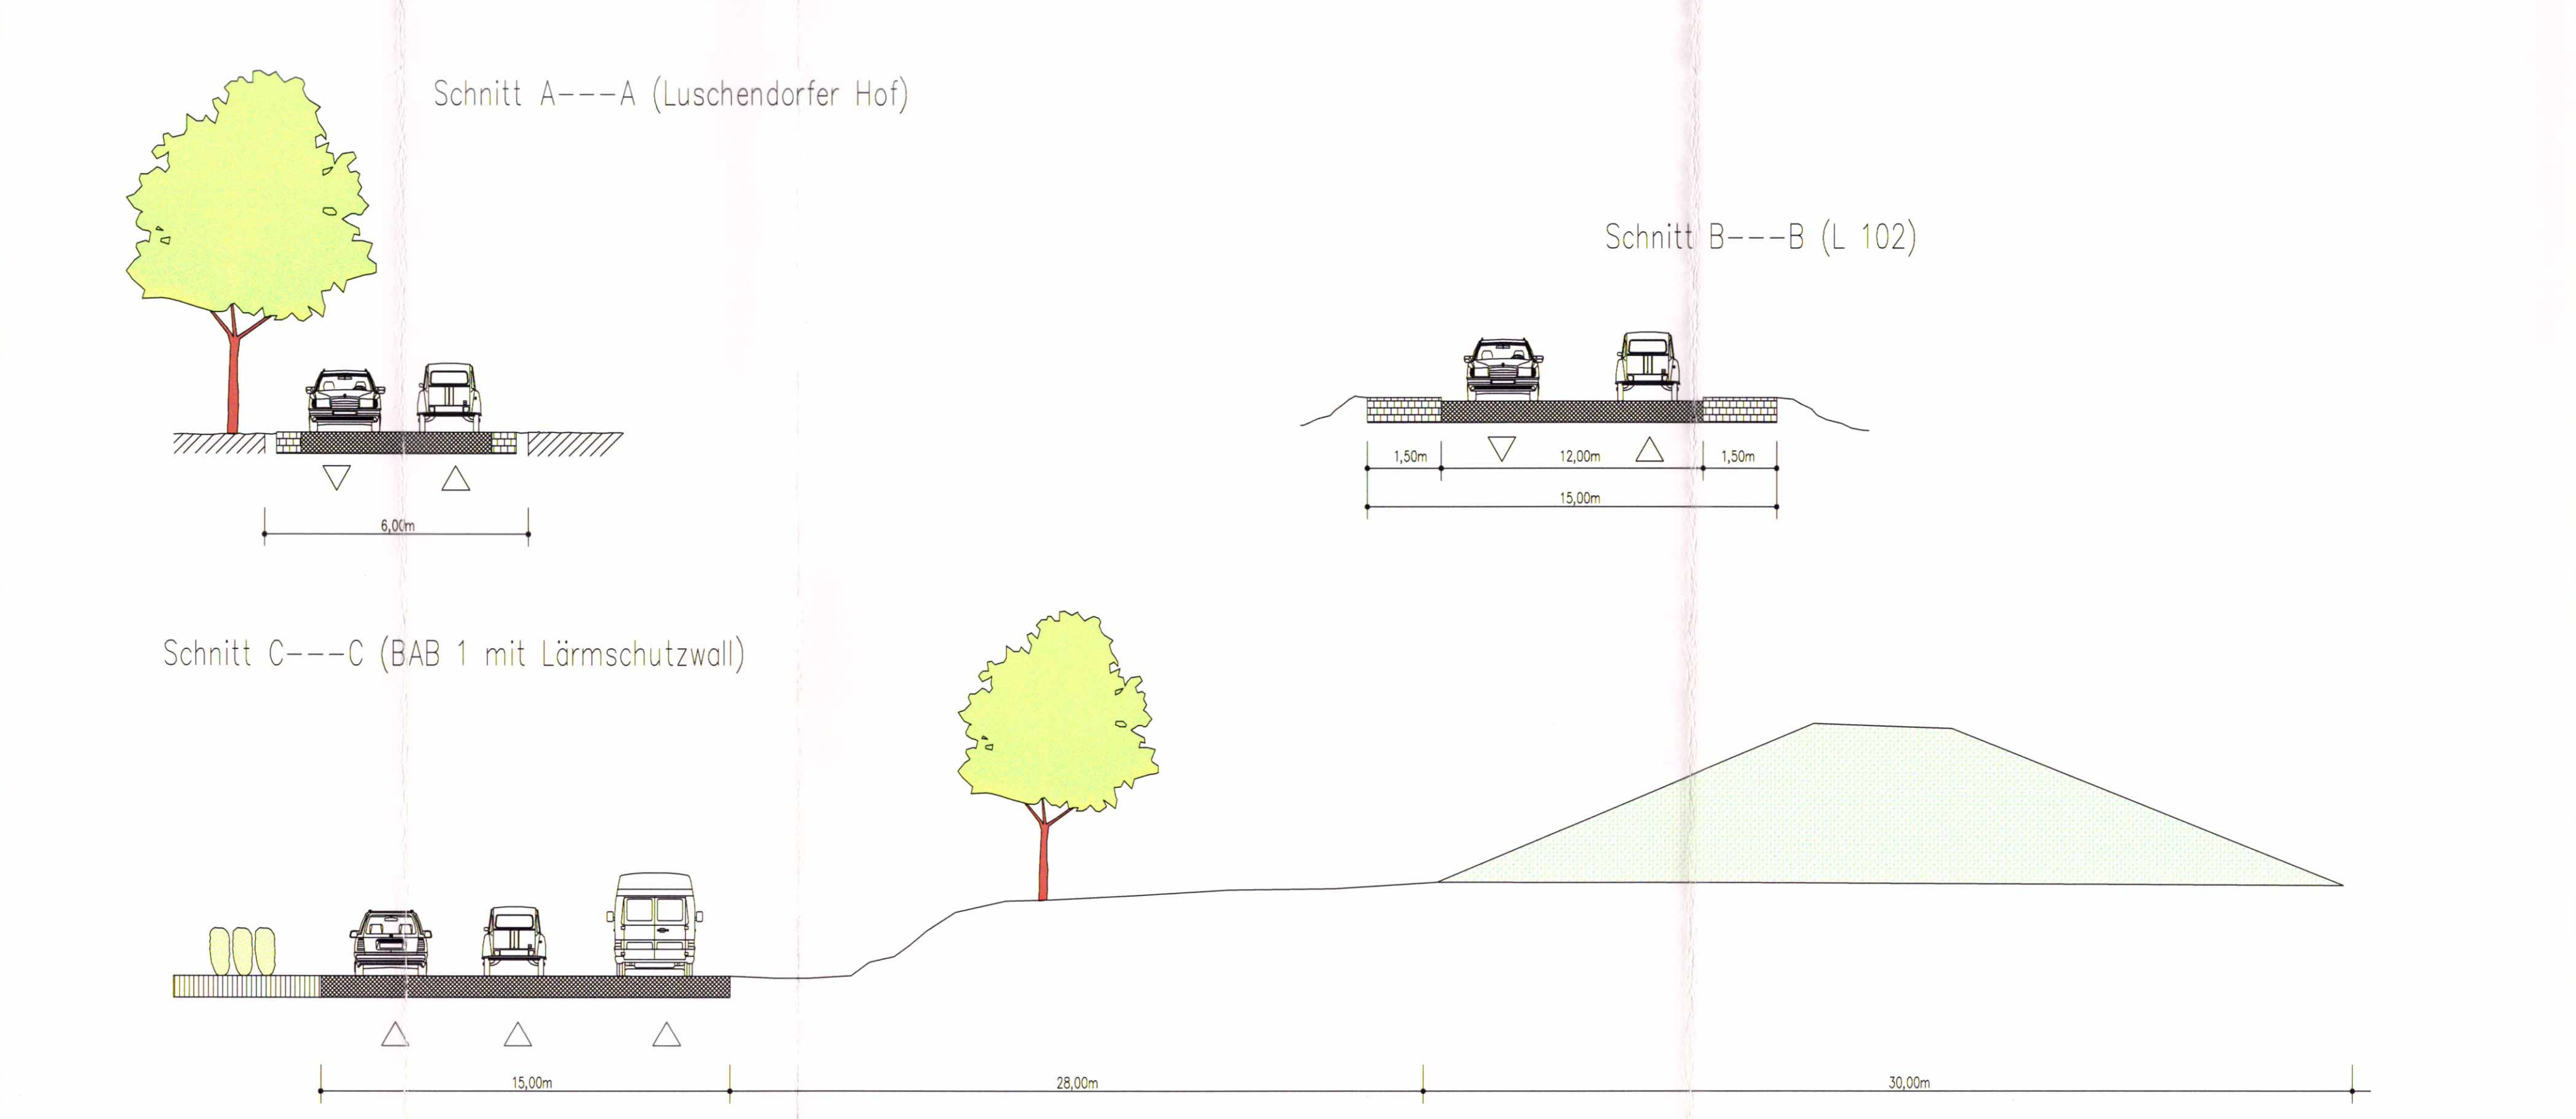 Schnitt A---A (Luschendorfer Hof)
6,00m
Schnitt B---B (L 102)
1,50m 12,00m 1,50m
15,00m
Schnitt C---C (BAB 1 mit Lärmschutzwall)
15,00m 28,00m 30,00m